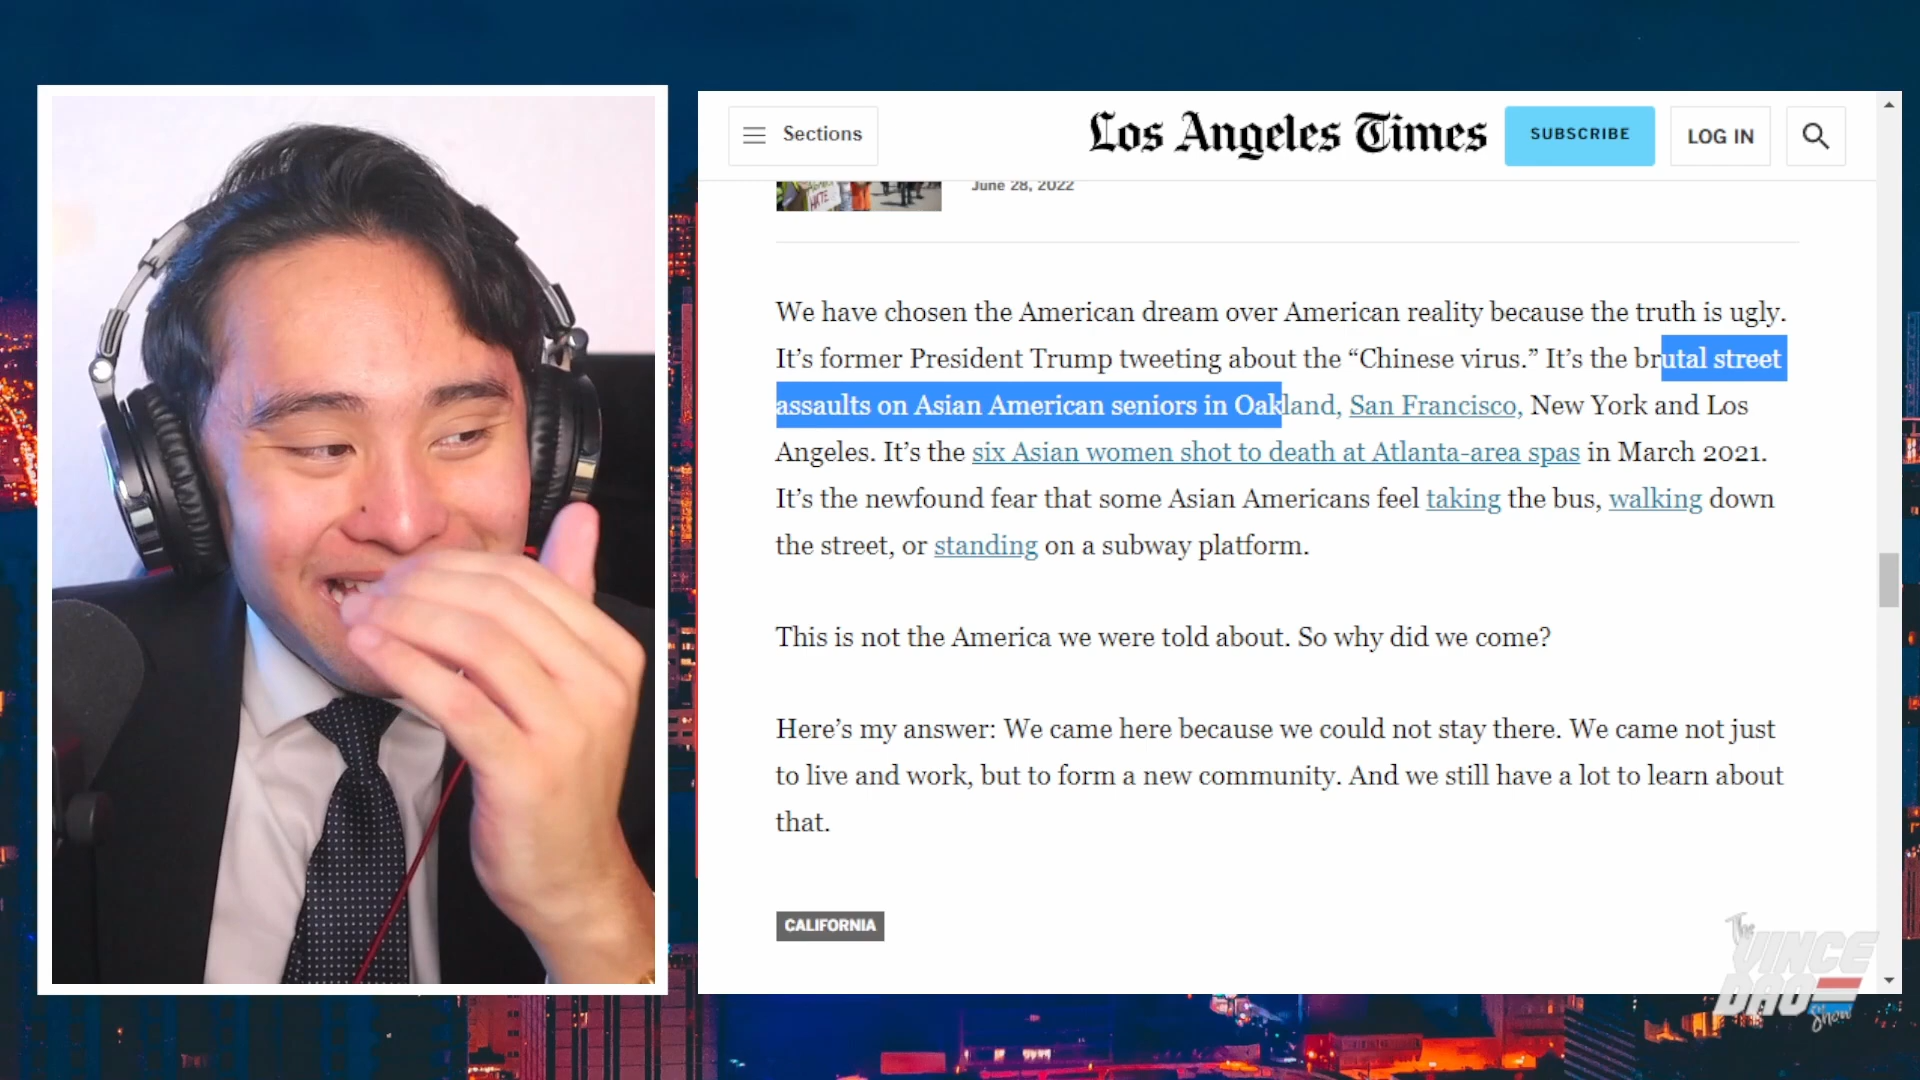 Sections
Los Angeles Times
SUBSCRIBE
LOG IN
HATE
June 28, 2022
We have chosen the American dream over American reality because the truth is ugly.
It’s former President Trump tweeting about the “Chinese virus.” It’s the brutal street
assaults on Asian American seniors in Oakland, San Francisco, New York and Los
Angeles. It’s the six Asian women shot to death at Atlanta-area spas in March 2021.
It’s the newfound fear that some Asian Americans feel taking the bus, walking down
the street, or standing on a subway platform.
This is not the America we were told about. So why did we come?
Here’s my answer: We came here because we could not stay there. We came not just
to live and work, but to form a new community. And we still have a lot to learn about
that.
CALIFORNIA
The
VINCE
DAO
Show